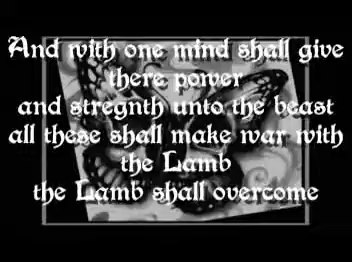 And with one mind shall give
there power
and stregnth unto the beast
all these shall make war with
the Lamb
the Lamb shall overcome